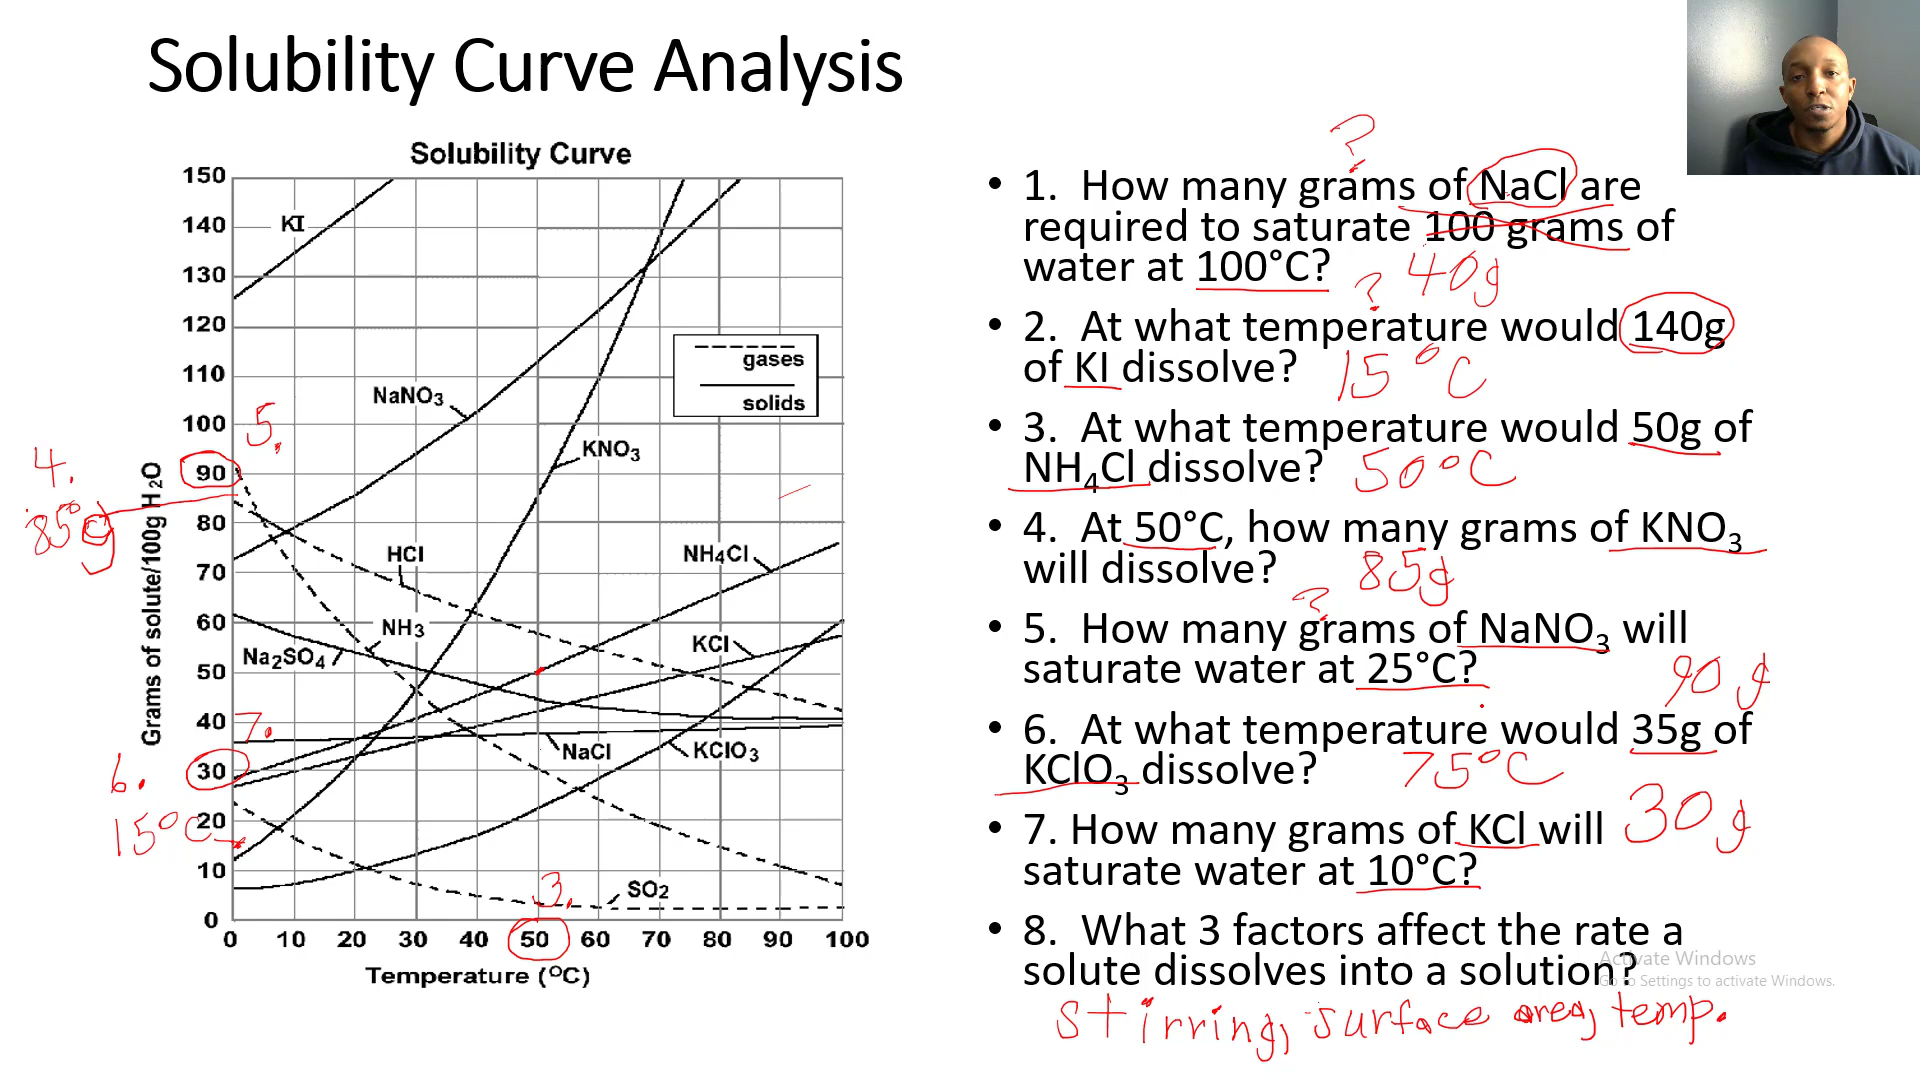 Solubility Curve Analysis
Solubility Curve
150
140
130
120
110
100
90
80
70
60
50
40
30
20
10
0
Grams of solute/100g H₂O
0 10 20 30 40 50 60 70 80 90 100
Temperature (°C)
KI
gases
solids
NaNO₃
KNO₃
HCl
NH₄Cl
NH₃
KCl
Na₂SO₄
NaCl
KClO₃
SO₂
5.
4.
85°C
g
7.
6.
15°C
3.
?
• 1. How many grams of NaCl are
required to saturate 100 grams of
water at 100°C? 40g
?
• 2. At what temperature would 140g
of KI dissolve? 15°C
• 3. At what temperature would 50g of
NH₄Cl dissolve? 50°C
• 4. At 50°C, how many grams of KNO₃
will dissolve? 85g
?
• 5. How many grams of NaNO₃ will
saturate water at 25°C? 90g
• 6. At what temperature would 35g of
KClO₃ dissolve? 75°C
• 7. How many grams of KCl will 30g
saturate water at 10°C?
• 8. What 3 factors affect the rate a
solute dissolves into a solution?
stirring, surface area, temp.
Activate Windows
Go to Settings to activate Windows.